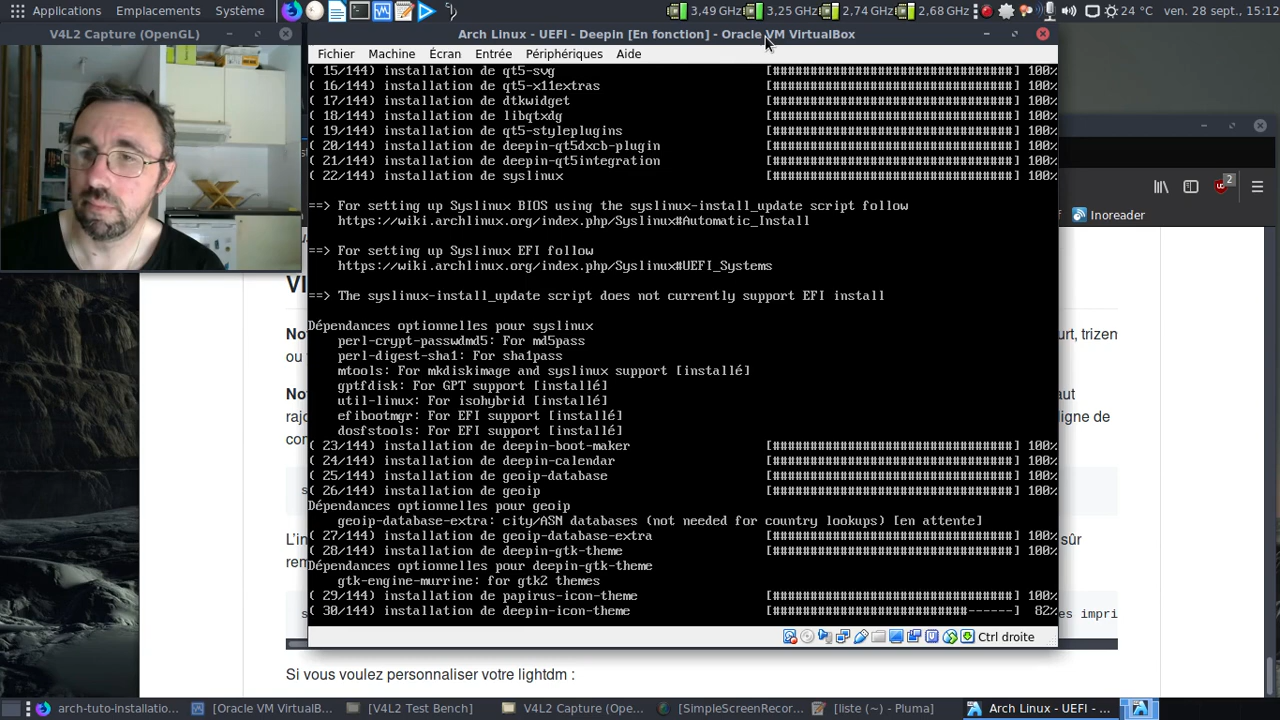 Applications Emplacements Système 3,49 GHz 3,25 GHz 2,74 GHz 2,68 GHz 24 °C ven. 28 sept., 15:12
V4L2 Capture (OpenGL)
Arch Linux - UEFI - Deepin [En fonction] - Oracle VM VirtualBox
Fichier Machine Écran Entrée Périphériques Aide
( 15/144) installation de qt5-svg [################################] 100%
( 16/144) installation de qt5-x11extras [################################] 100%
( 17/144) installation de dtkwidget [################################] 100%
( 18/144) installation de libqtxdg [################################] 100%
( 19/144) installation de qt5-styleplugins [################################] 100%
( 20/144) installation de deepin-qt5dxcb-plugin [################################] 100%
( 21/144) installation de deepin-qt5integration [################################] 100%
( 22/144) installation de syslinux [################################] 100%
==> For setting up Syslinux BIOS using the syslinux-install_update script follow
https://wiki.archlinux.org/index.php/Syslinux#Automatic_Install
==> For setting up Syslinux EFI follow
https://wiki.archlinux.org/index.php/Syslinux#UEFI_Systems
==> The syslinux-install_update script does not currently support EFI install
Dépendances optionnelles pour syslinux
perl-crypt-passwdmd5: For md5pass
perl-digest-sha1: For sha1pass
mtools: For mkdiskimage and syslinux support [installé]
gptfdisk: For GPT support [installé]
util-linux: For isohybrid [installé]
efibootmgr: For EFI support [installé]
dosfstools: For EFI support [installé]
( 23/144) installation de deepin-boot-maker [################################] 100%
( 24/144) installation de deepin-calendar [################################] 100%
( 25/144) installation de geoip-database [################################] 100%
( 26/144) installation de geoip [################################] 100%
Dépendances optionnelles pour geoip
geoip-database-extra: city/ASN databases (not needed for country lookups) [en attente]
( 27/144) installation de geoip-database-extra [################################] 100%
( 28/144) installation de deepin-gtk-theme [################################] 100%
Dépendances optionnelles pour deepin-gtk-theme
gtk-engine-murrine: for gtk2 themes
( 29/144) installation de papirus-icon-theme [################################] 100%
( 30/144) installation de deepin-icon-theme [##########################------] 82%
Ctrl droite
2
Inoreader
urt, trizen
ou
aut
ligne de
sûr
es impri
Si vous voulez personnaliser votre lightdm :
arch-tuto-installatio... [Oracle VM VirtualB... [V4L2 Test Bench] V4L2 Capture (Ope... [SimpleScreenRecor... [liste (~) - Pluma] Arch Linux - UEFI - ...